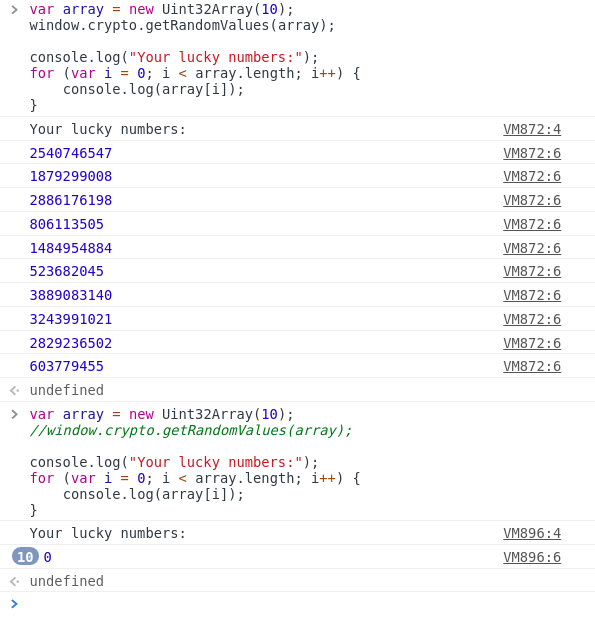 var array = new Uint32Array(10);
window.crypto.getRandomValues(array);
console.log("Your lucky numbers:");
for (var i = 0; i < array.length; i++) {
    console.log(array[i]);
}
Your lucky numbers: VM872:4
2540746547 VM872:6
1879299008 VM872:6
2886176198 VM872:6
806113505 VM872:6
1484954884 VM872:6
523682045 VM872:6
3889083140 VM872:6
3243991021 VM872:6
2829236502 VM872:6
603779455 VM872:6
undefined
var array = new Uint32Array(10);
//window.crypto.getRandomValues(array);
console.log("Your lucky numbers:");
for (var i = 0; i < array.length; i++) {
    console.log(array[i]);
}
Your lucky numbers: VM896:4
10 0 VM896:6
undefined